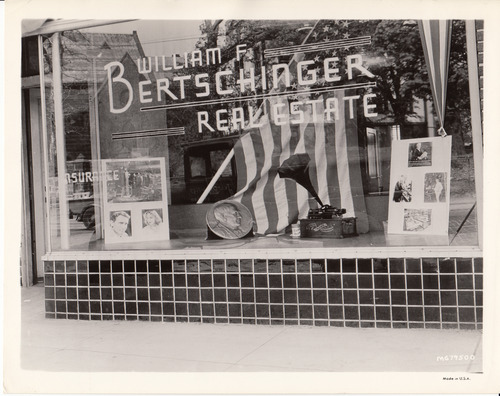 WILLIAM F.
BERTSCHINGER
REAL ESTATE
INSURANCE
Made in U.S.A.